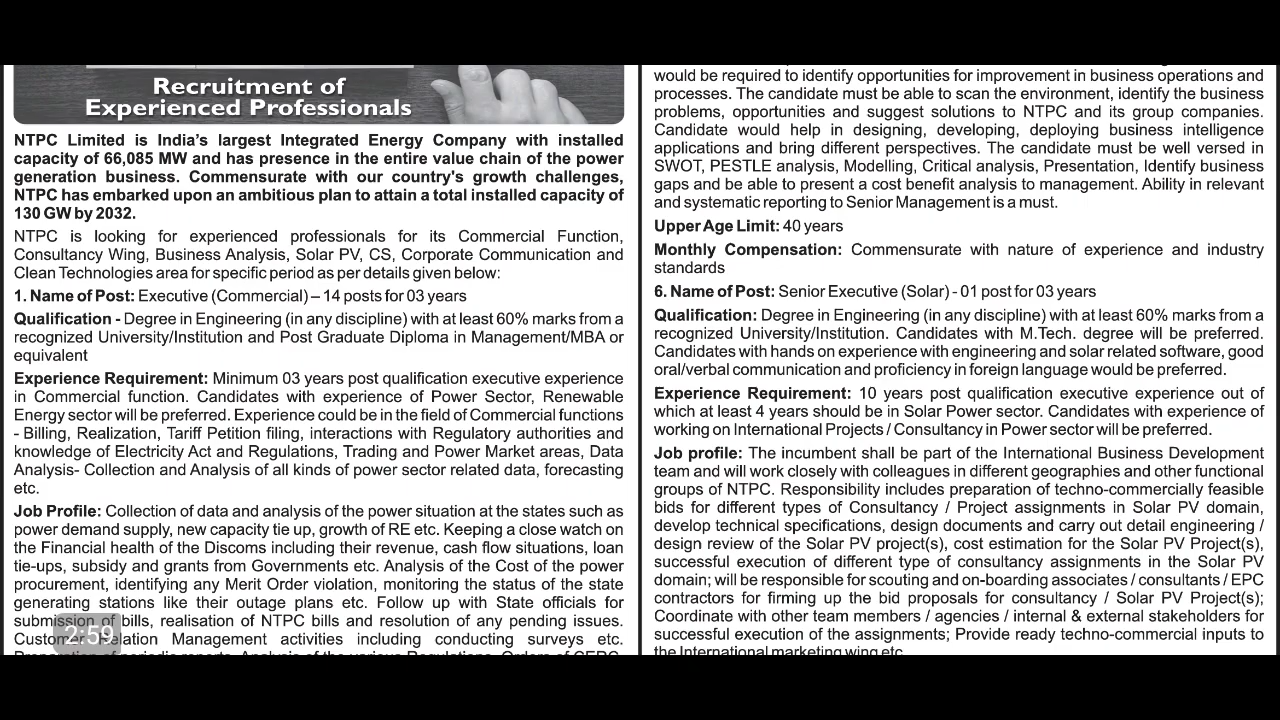 Recruitment of
Experienced Professionals
NTPC Limited is India's largest Integrated Energy Company with installed
capacity of 66,085 MW and has presence in the entire value chain of the power
generation business. Commensurate with our country's growth challenges,
NTPC has embarked upon an ambitious plan to attain a total installed capacity of
130 GW by 2032.
NTPC is looking for experienced professionals for its Commercial Function,
Consultancy Wing, Business Analysis, Solar PV, CS, Corporate Communication and
Clean Technologies area for specific period as per details given below:
1. Name of Post: Executive (Commercial) – 14 posts for 03 years
Qualification - Degree in Engineering (in any discipline) with at least 60% marks from a
recognized University/Institution and Post Graduate Diploma in Management/MBA or
equivalent
Experience Requirement: Minimum 03 years post qualification executive experience
in Commercial function. Candidates with experience of Power Sector, Renewable
Energy sector will be preferred. Experience could be in the field of Commercial functions
- Billing, Realization, Tariff Petition filing, interactions with Regulatory authorities and
knowledge of Electricity Act and Regulations, Trading and Power Market areas, Data
Analysis- Collection and Analysis of all kinds of power sector related data, forecasting
etc.
Job Profile: Collection of data and analysis of the power situation at the states such as
power demand supply, new capacity tie up, growth of RE etc. Keeping a close watch on
the Financial health of the Discoms including their revenue, cash flow situations, loan
tie-ups, subsidy and grants from Governments etc. Analysis of the Cost of the power
procurement, identifying any Merit Order violation, monitoring the status of the state
generating stations like their outage plans etc. Follow up with State officials for
submission of bills, realisation of NTPC bills and resolution of any pending issues.
Customer Relation Management activities including conducting surveys etc.
Preparation of periodic reports, Analysis of the various Regulations, Orders of CERC,
2:59
would be required to identify opportunities for improvement in business operations and
processes. The candidate must be able to scan the environment, identify the business
problems, opportunities and suggest solutions to NTPC and its group companies.
Candidate would help in designing, developing, deploying business intelligence
applications and bring different perspectives. The candidate must be well versed in
SWOT, PESTLE analysis, Modelling, Critical analysis, Presentation, Identify business
gaps and be able to present a cost benefit analysis to management. Ability in relevant
and systematic reporting to Senior Management is a must.
Upper Age Limit: 40 years
Monthly Compensation: Commensurate with nature of experience and industry
standards
6. Name of Post: Senior Executive (Solar) - 01 post for 03 years
Qualification: Degree in Engineering (in any discipline) with at least 60% marks from a
recognized University/Institution. Candidates with M.Tech. degree will be preferred.
Candidates with hands on experience with engineering and solar related software, good
oral/verbal communication and proficiency in foreign language would be preferred.
Experience Requirement: 10 years post qualification executive experience out of
which at least 4 years should be in Solar Power sector. Candidates with experience of
working on International Projects / Consultancy in Power sector will be preferred.
Job profile: The incumbent shall be part of the International Business Development
team and will work closely with colleagues in different geographies and other functional
groups of NTPC. Responsibility includes preparation of techno-commercially feasible
bids for different types of Consultancy / Project assignments in Solar PV domain,
develop technical specifications, design documents and carry out detail engineering /
design review of the Solar PV project(s), cost estimation for the Solar PV Project(s),
successful execution of different type of consultancy assignments in the Solar PV
domain; will be responsible for scouting and on-boarding associates / consultants / EPC
contractors for firming up the bid proposals for consultancy / Solar PV Project(s);
Coordinate with other team members / agencies / internal & external stakeholders for
successful execution of the assignments; Provide ready techno-commercial inputs to
the International marketing wing etc.